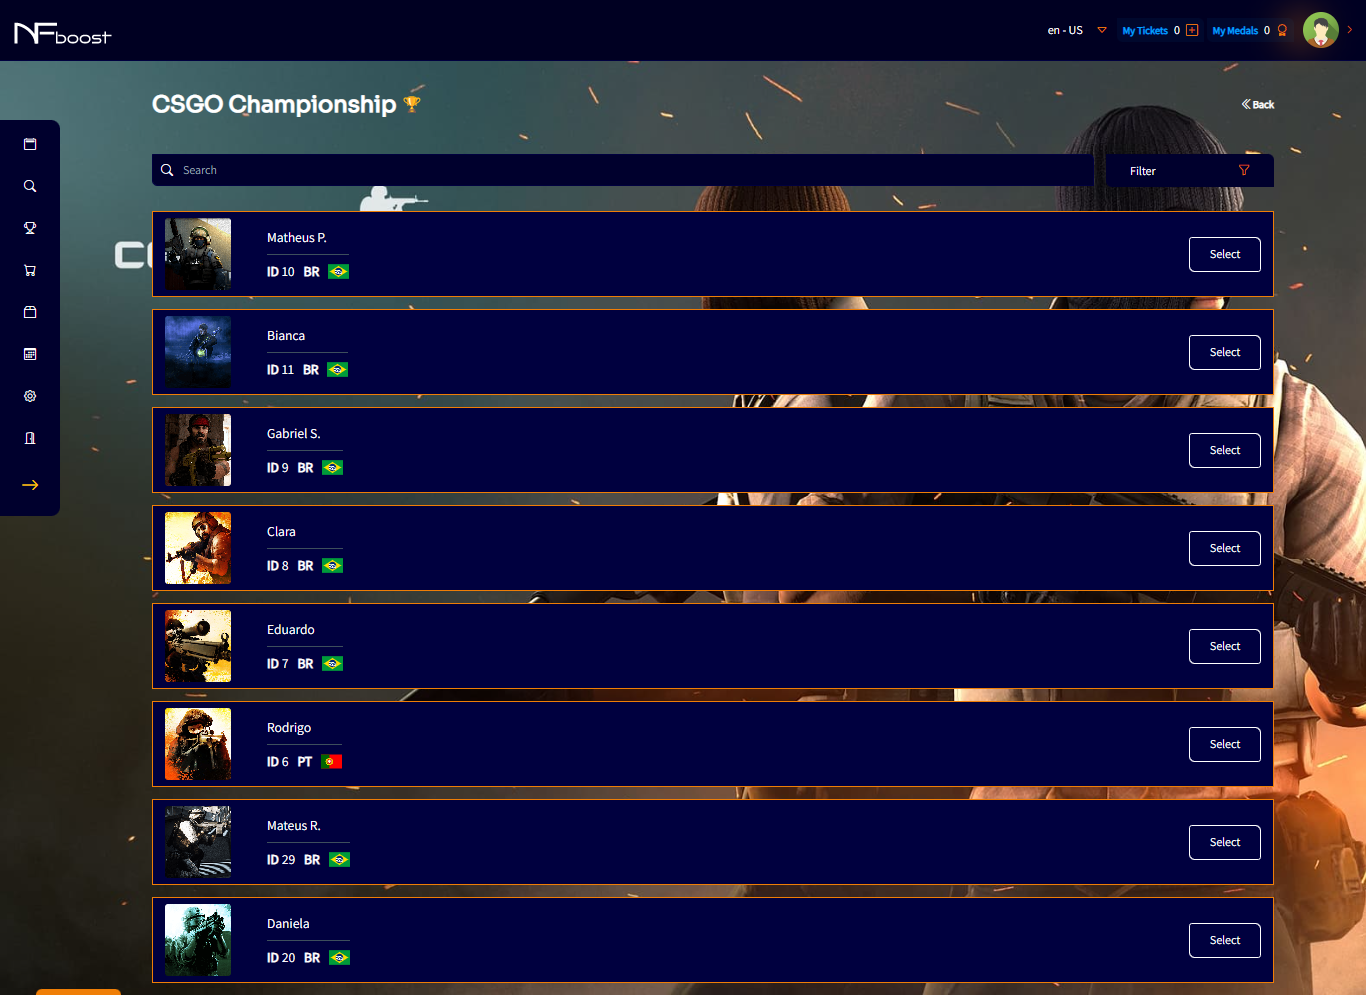 NFboost
en - US My Tickets 0 My Medals 0
CSGO Championship
Back
Search
Filter
Matheus P.
ID 10 BR
Select
Bianca
ID 11 BR
Select
Gabriel S.
ID 9 BR
Select
Clara
ID 8 BR
Select
Eduardo
ID 7 BR
Select
Rodrigo
ID 6 PT
Select
Mateus R.
ID 29 BR
Select
Daniela
ID 20 BR
Select